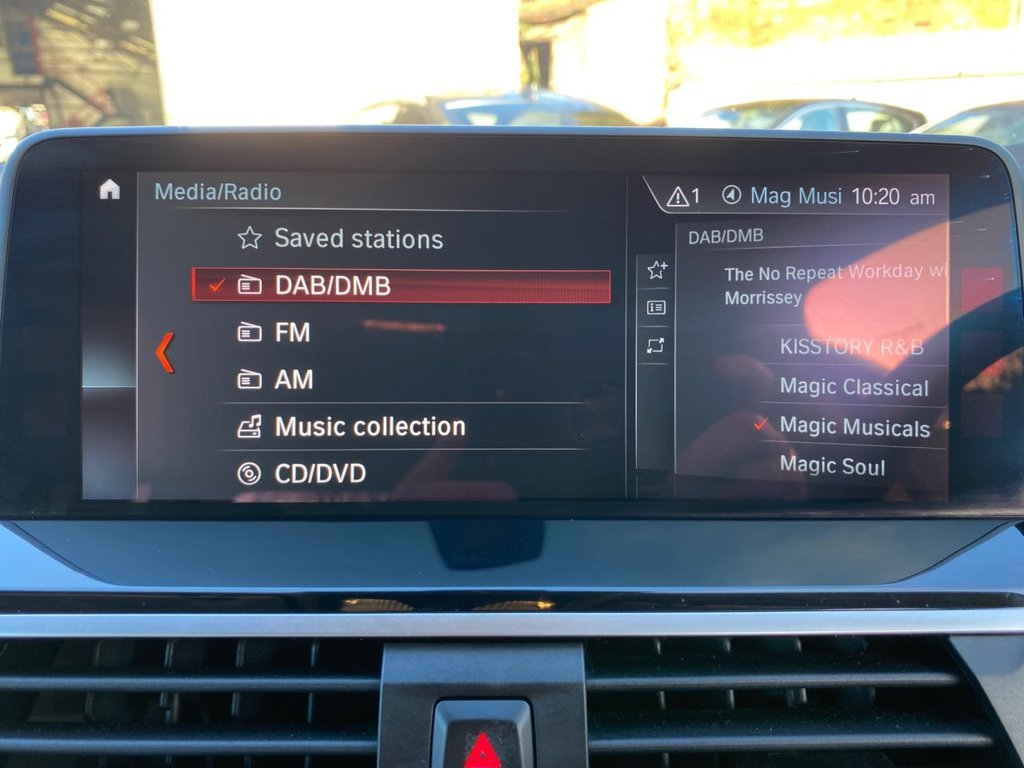 Media/Radio
1 Mag Musi 10:20 am
Saved stations
DAB/DMB
FM
AM
Music collection
CD/DVD
DAB/DMB
The No Repeat Workday wi
Morrissey
KISSTORY R&B
Magic Classical
Magic Musicals
Magic Soul